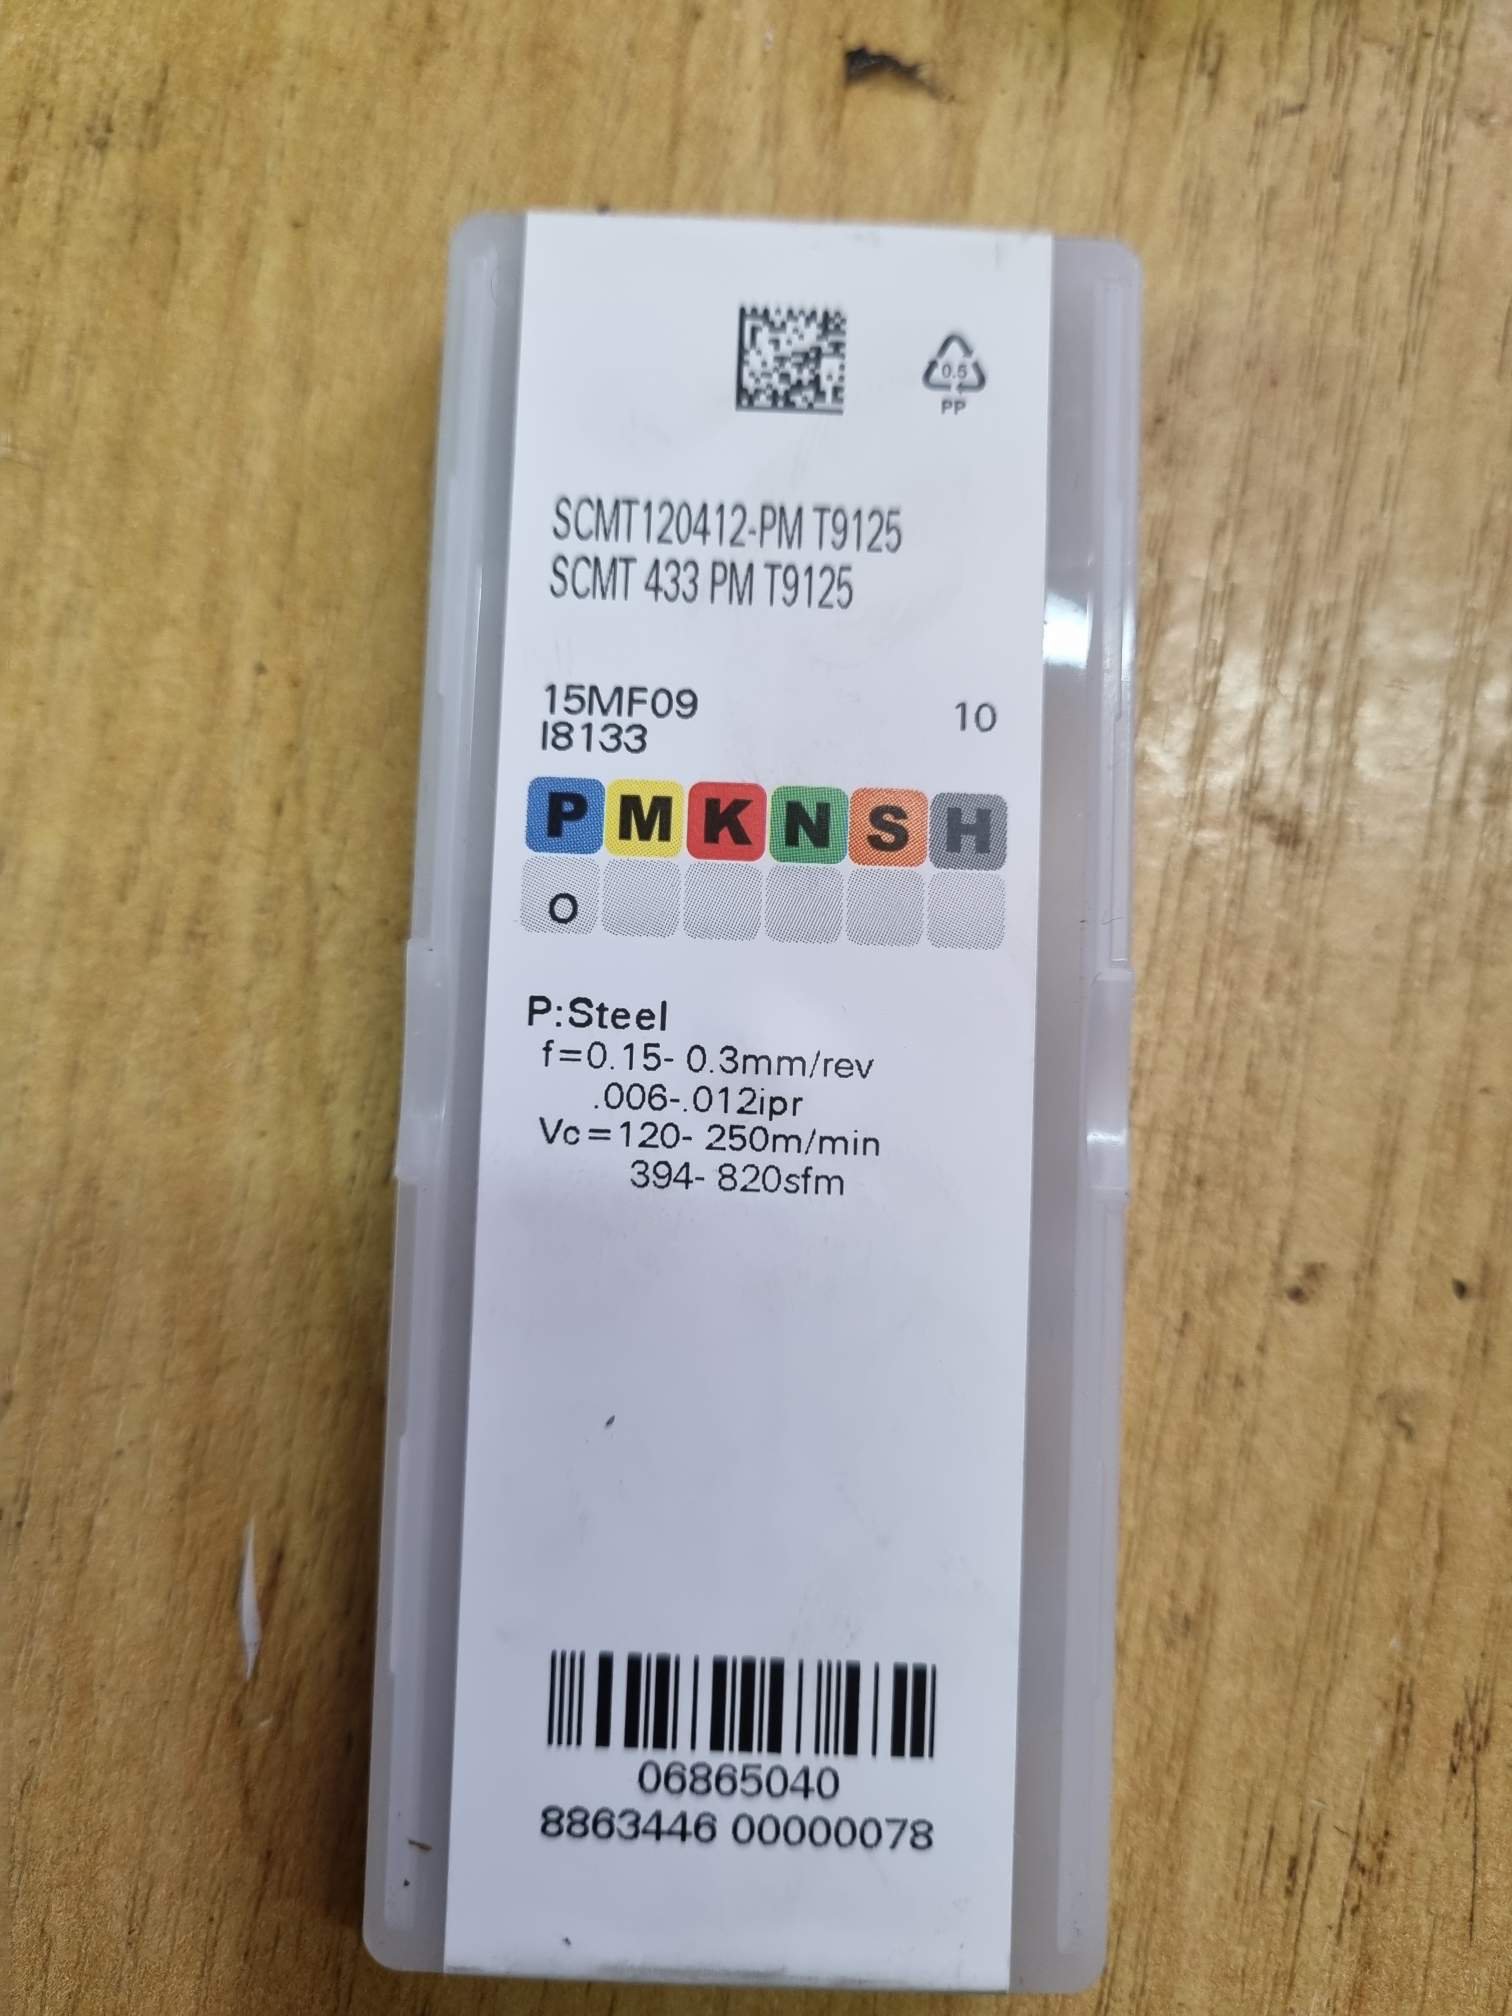 0.5
PP
SCMT120412-PM T9125
SCMT 433 PM T9125
15MF09
I8133
10
P M K N S H
O
P:Steel
f=0.15- 0.3mm/rev
.006-.012ipr
Vc=120- 250m/min
394- 820sfm
06865040
8863446 00000078